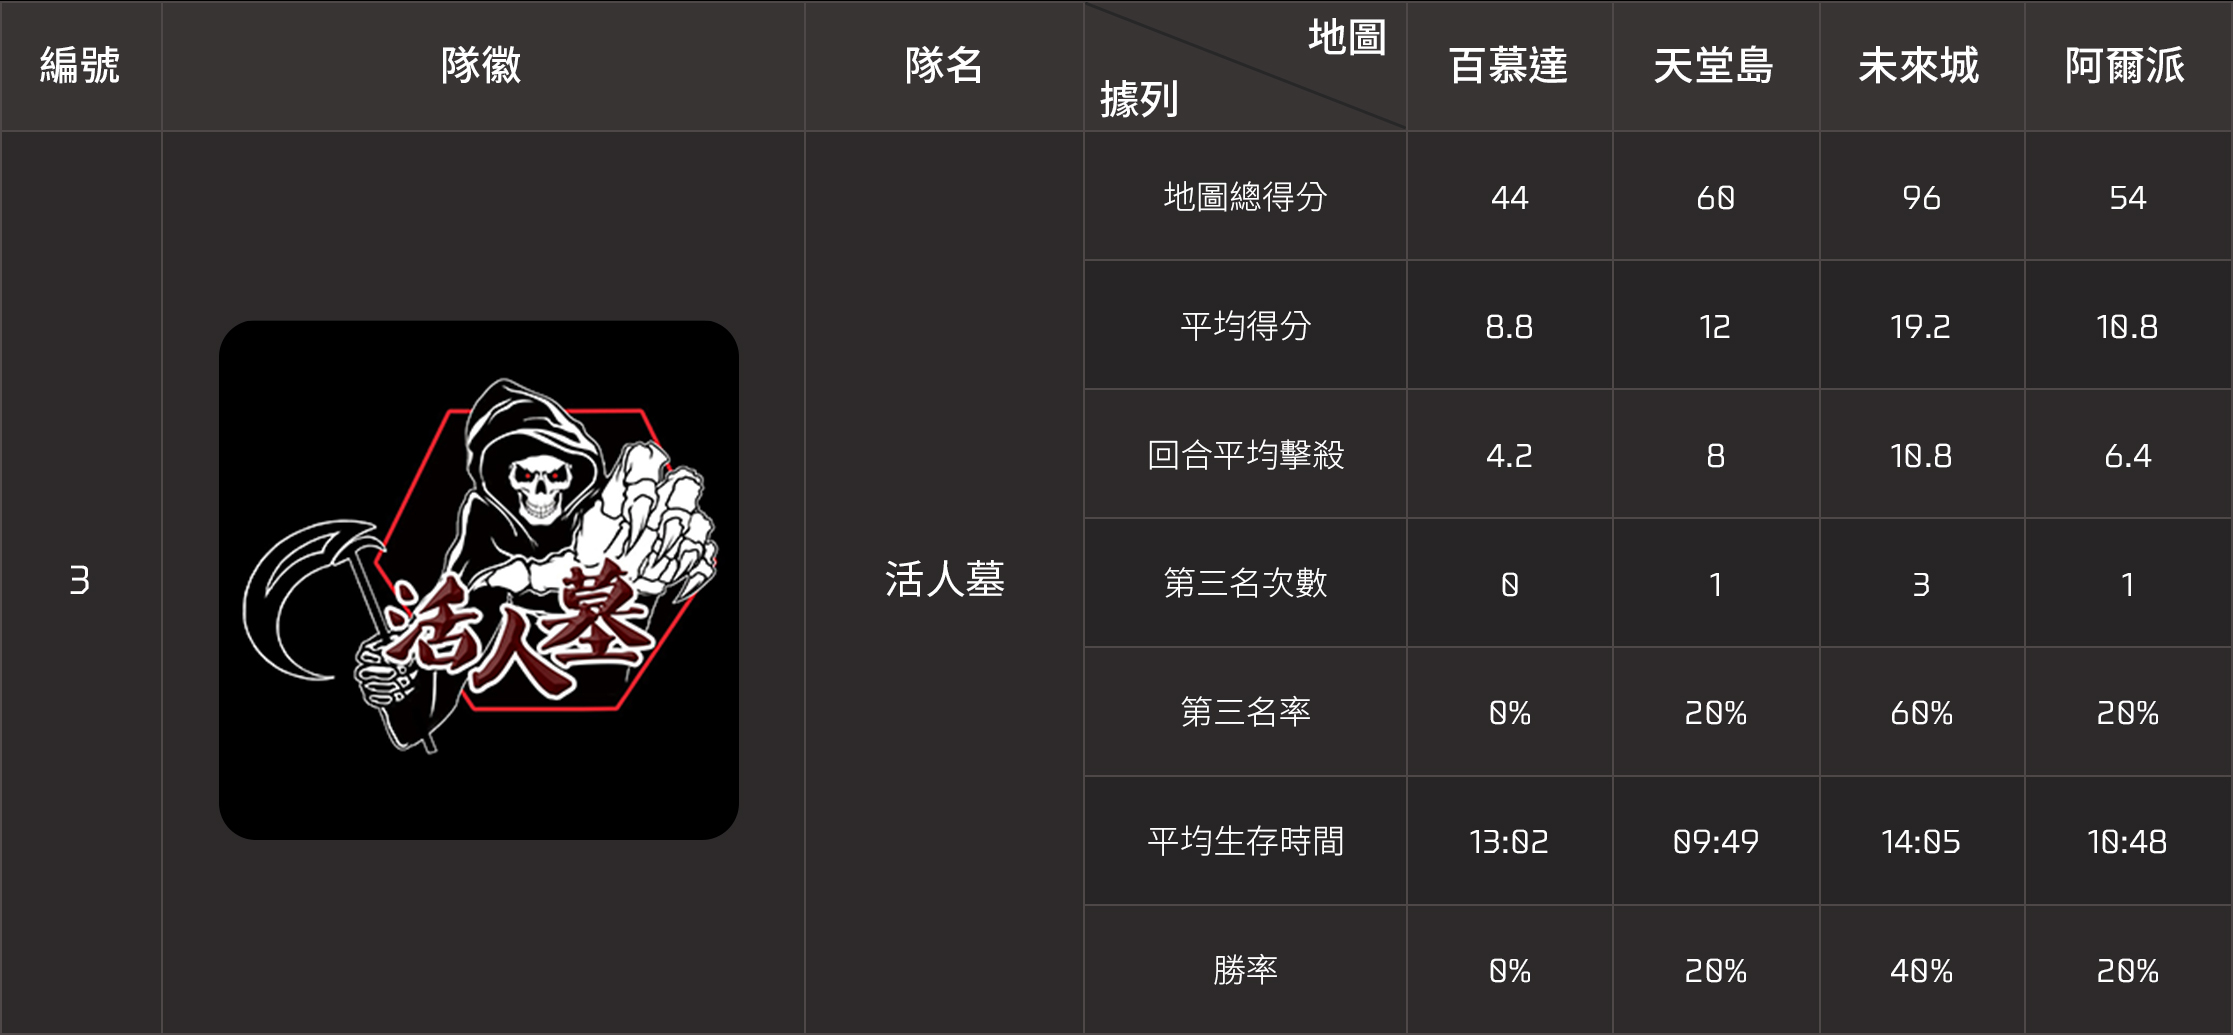 編號 隊徽 隊名 地圖 據列 百慕達 天堂島 未來城 阿爾派
3 活人墓 活人墓
地圖總得分 44 60 96 54
平均得分 8.8 12 19.2 10.8
回合平均擊殺 4.2 8 10.8 6.4
第三名次數 0 1 3 1
第三名率 0% 20% 60% 20%
平均生存時間 13:02 09:49 14:05 10:48
勝率 0% 20% 40% 20%